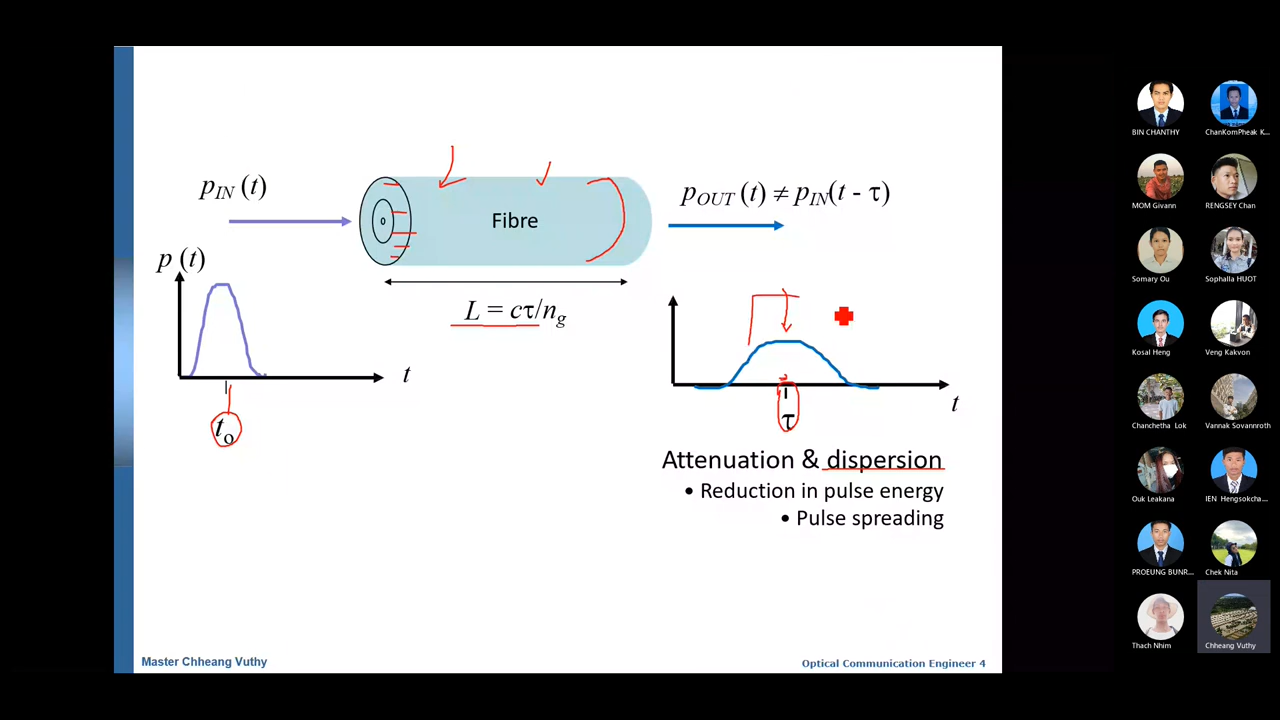 p_IN (t)
Fibre
p_OUT (t) ≠ p_IN(t - τ)
p (t)
L = cτ/n_g
t
t_o
τ
t
Attenuation & dispersion
• Reduction in pulse energy
• Pulse spreading
Master Chheang Vuthy
Optical Communication Engineer 4
BIN CHANTHY
ChanKomPheak K...
MOM Givann
RENGSEY Chan
Somary Ou
Sophalla HUOT
Kosal Heng
Veng Kakvon
Chanchetha Lok
Vannak Sovannroth
Ouk Leakana
IEN Hengsokcha...
PROEUNG BUNR...
Chek Nita
Thach Nhim
Chheang Vuthy